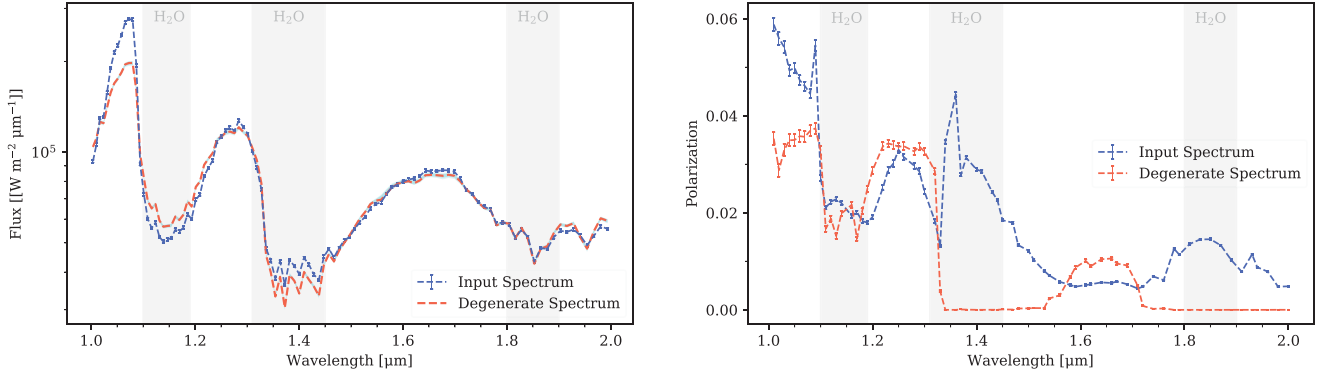 H₂O
H₂O
H₂O
10⁵
Flux [[W m⁻² µm⁻¹]]
Input Spectrum
Degenerate Spectrum
1.0
1.2
1.4
1.6
1.8
2.0
Wavelength [µm]
H₂O
H₂O
H₂O
0.06
0.04
0.02
0.00
Polarization
Input Spectrum
Degenerate Spectrum
1.0
1.2
1.4
1.6
1.8
2.0
Wavelength [µm]